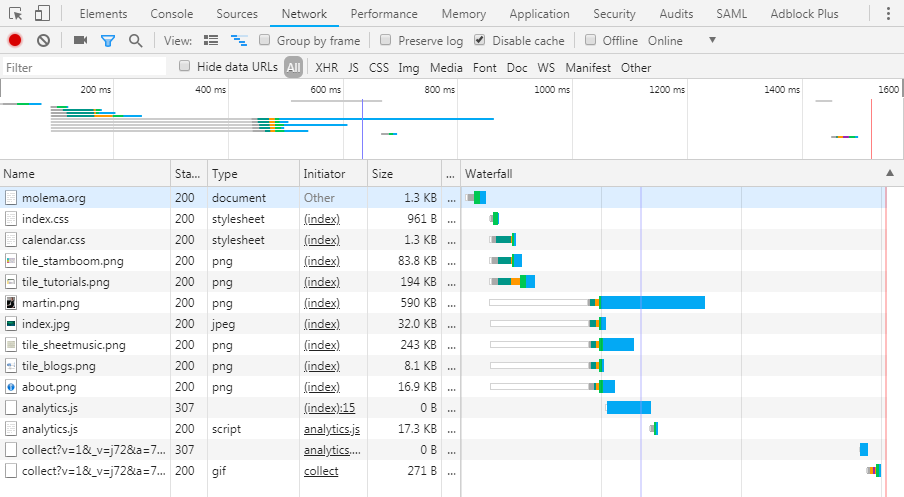 Elements Console Sources Network Performance Memory Application Security Audits SAML Adblock Plus
View: Group by frame Preserve log Disable cache Offline Online
Filter Hide data URLs All XHR JS CSS Img Media Font Doc WS Manifest Other
200 ms 400 ms 600 ms 800 ms 1000 ms 1200 ms 1400 ms 1600
Name Sta... Type Initiator Size ... Waterfall
molema.org 200 document Other 1.3 KB ...
index.css 200 stylesheet (index) 961 B ...
calendar.css 200 stylesheet (index) 1.3 KB ...
tile_stamboom.png 200 png (index) 83.8 KB ...
tile_tutorials.png 200 png (index) 194 KB ...
martin.png 200 png (index) 590 KB ...
index.jpg 200 jpeg (index) 32.0 KB ...
tile_sheetmusic.png 200 png (index) 243 KB ...
tile_blogs.png 200 png (index) 8.1 KB ...
about.png 200 png (index) 16.9 KB ...
analytics.js 307 (index):15 0 B ...
analytics.js 200 script analytics.js 17.3 KB ...
collect?v=1&_v=j72&a=7... 307 analytics.... 0 B ...
collect?v=1&_v=j72&a=7... 200 gif collect 271 B ...